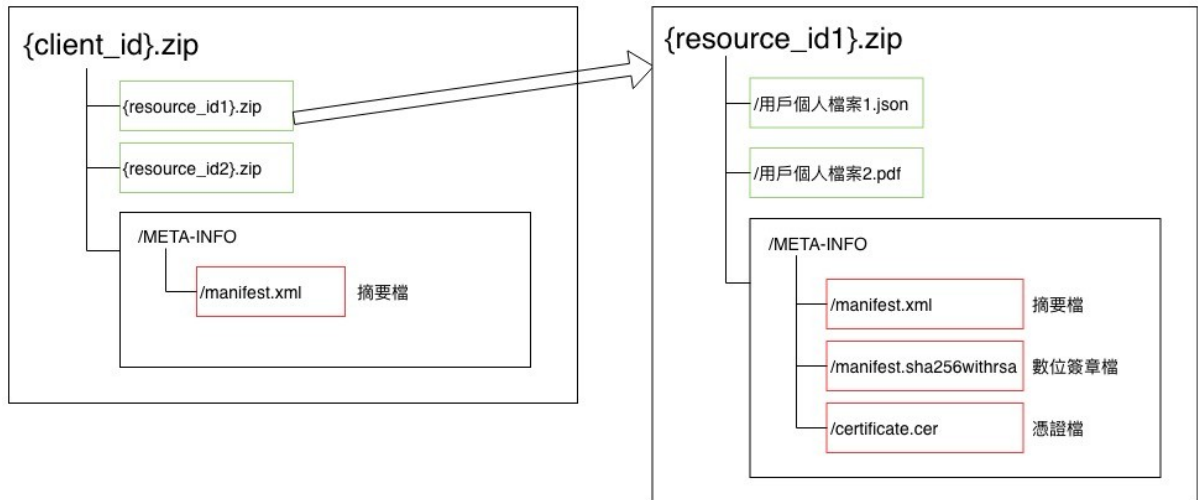 {client_id}.zip
{resource_id1}.zip
{resource_id2}.zip
/META-INFO
/manifest.xml 摘要檔
{resource_id1}.zip
/用戶個人檔案1.json
/用戶個人檔案2.pdf
/META-INFO
/manifest.xml 摘要檔
/manifest.sha256withrsa 數位簽章檔
/certificate.cer 憑證檔